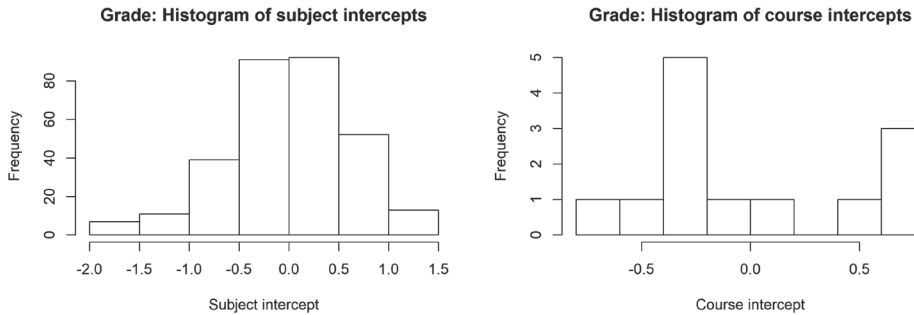 Grade: Histogram of subject intercepts
Frequency
0 20 40 60 80
-2.0 -1.5 -1.0 -0.5 0.0 0.5 1.0 1.5
Subject intercept
Grade: Histogram of course intercepts
Frequency
0 1 2 3 4 5
-0.5 0.0 0.5
Course intercept